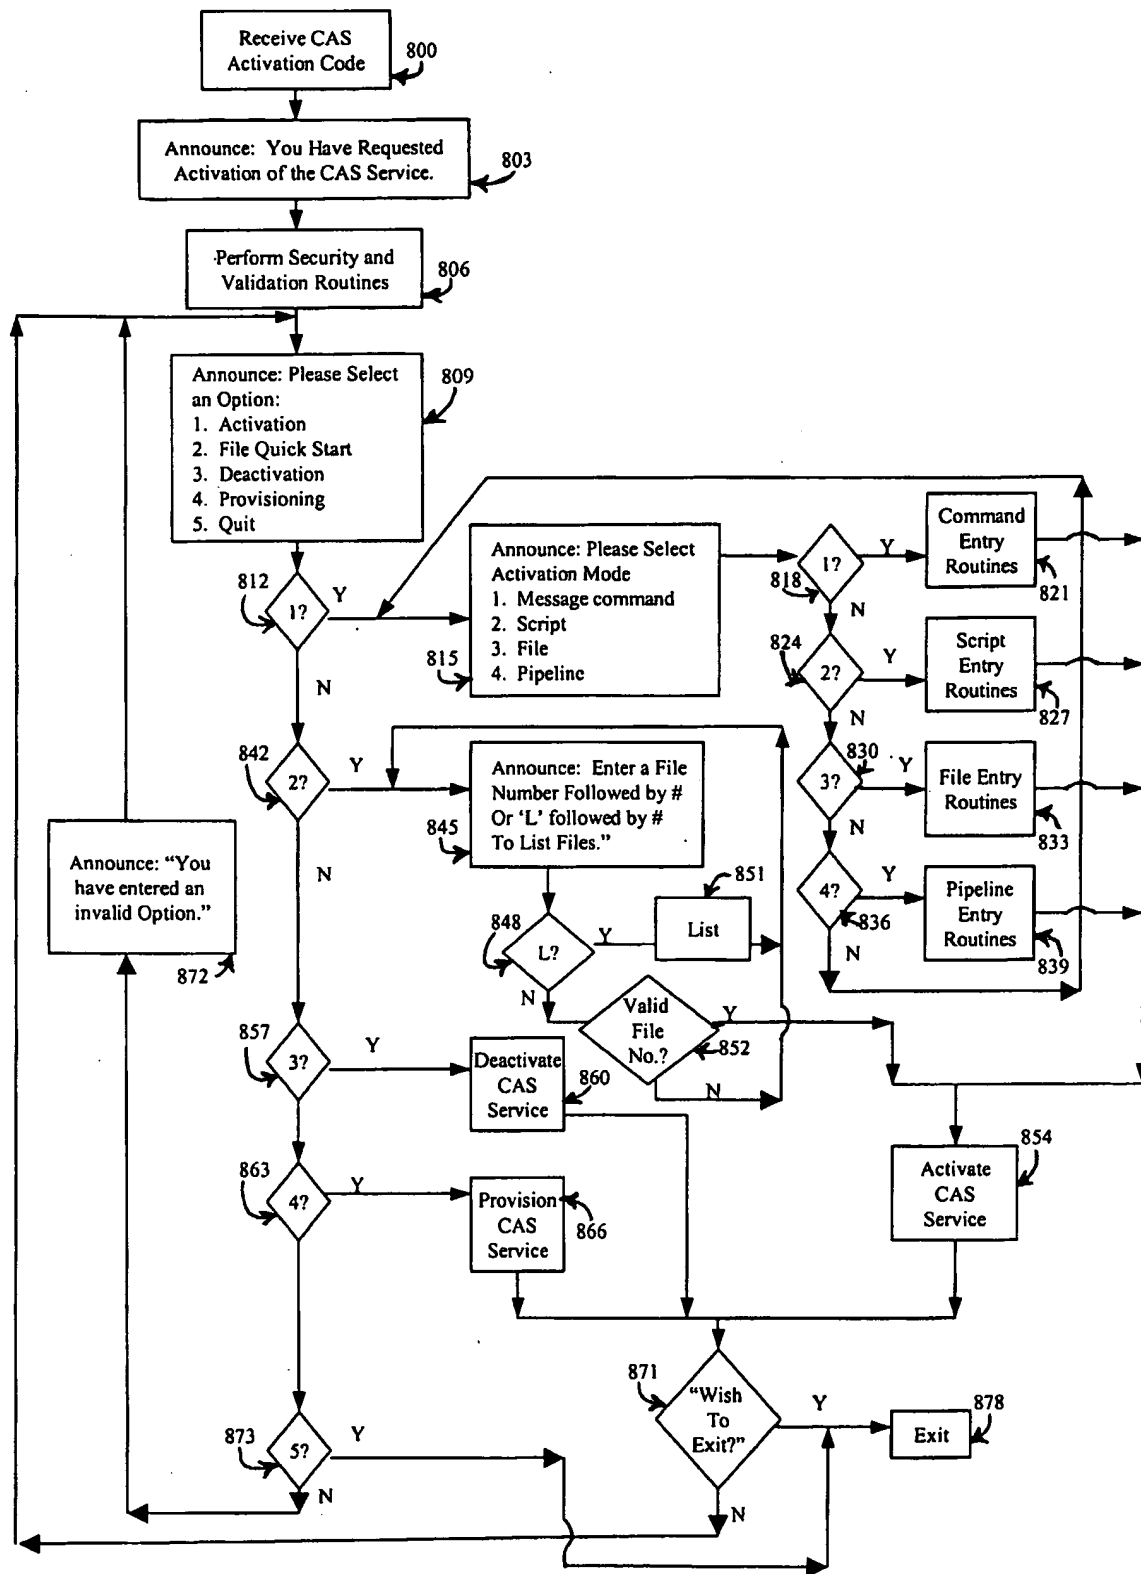 Receive CAS
Activation Code
800
Announce: You Have Requested
Activation of the CAS Service.
803
Perform Security and
Validation Routines
806
Announce: Please Select
an Option:
1. Activation
2. File Quick Start
3. Deactivation
4. Provisioning
5. Quit
809
812
1?
Y
N
Announce: Please Select
Activation Mode
1. Message command
2. Script
3. File
4. Pipeline
815
1?
818
Y
N
Command
Entry
Routines
821
824
2?
Y
N
Script
Entry
Routines
827
830
3?
Y
N
File Entry
Routines
833
4?
836
Y
N
Pipeline
Entry
Routines
839
842
2?
Y
N
Announce: Enter a File
Number Followed by #
Or ‘L’ followed by #
To List Files.”
845
848
L?
Y
N
851
List
Valid
File
No.?
852
Y
N
Announce: “You
have entered an
invalid Option.”
872
857
3?
Y
Deactivate
CAS
Service
860
863
4?
Y
Provision
CAS
Service
866
854
Activate
CAS
Service
871
“Wish
To
Exit?”
Y
N
878
Exit
873
5?
Y
N